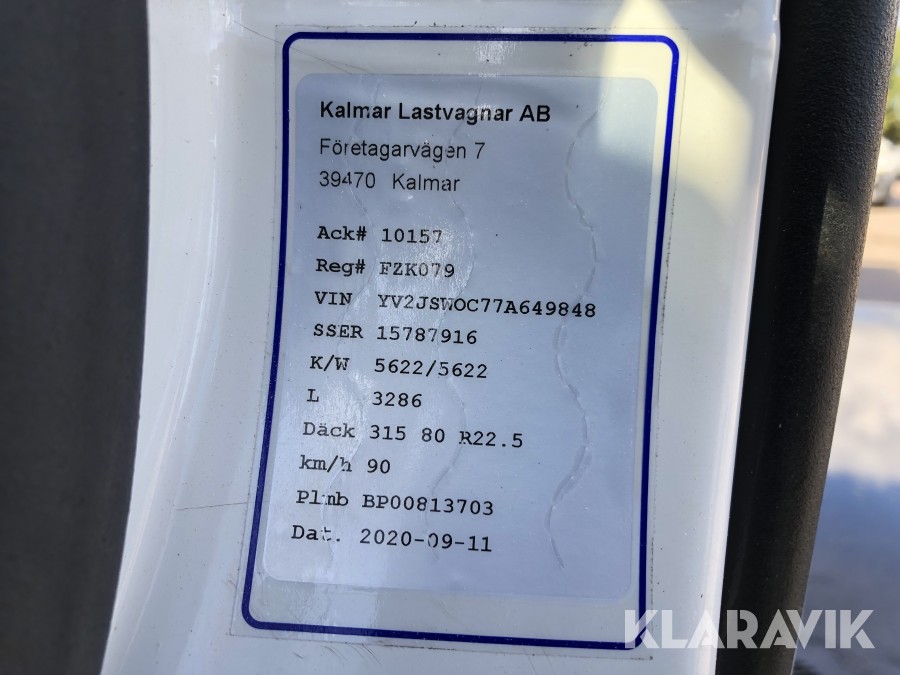 Kalmar Lastvagnar AB
Företagarvägen 7
39470 Kalmar
Ack# 10157
Reg# FZK079
VIN YV2JSWOC77A649848
SSER 15787916
K/W 5622/5622
L 3286
Däck 315 80 R22.5
km/h 90
Plmb BP00813703
Dat. 2020-09-11
KLARAVIK